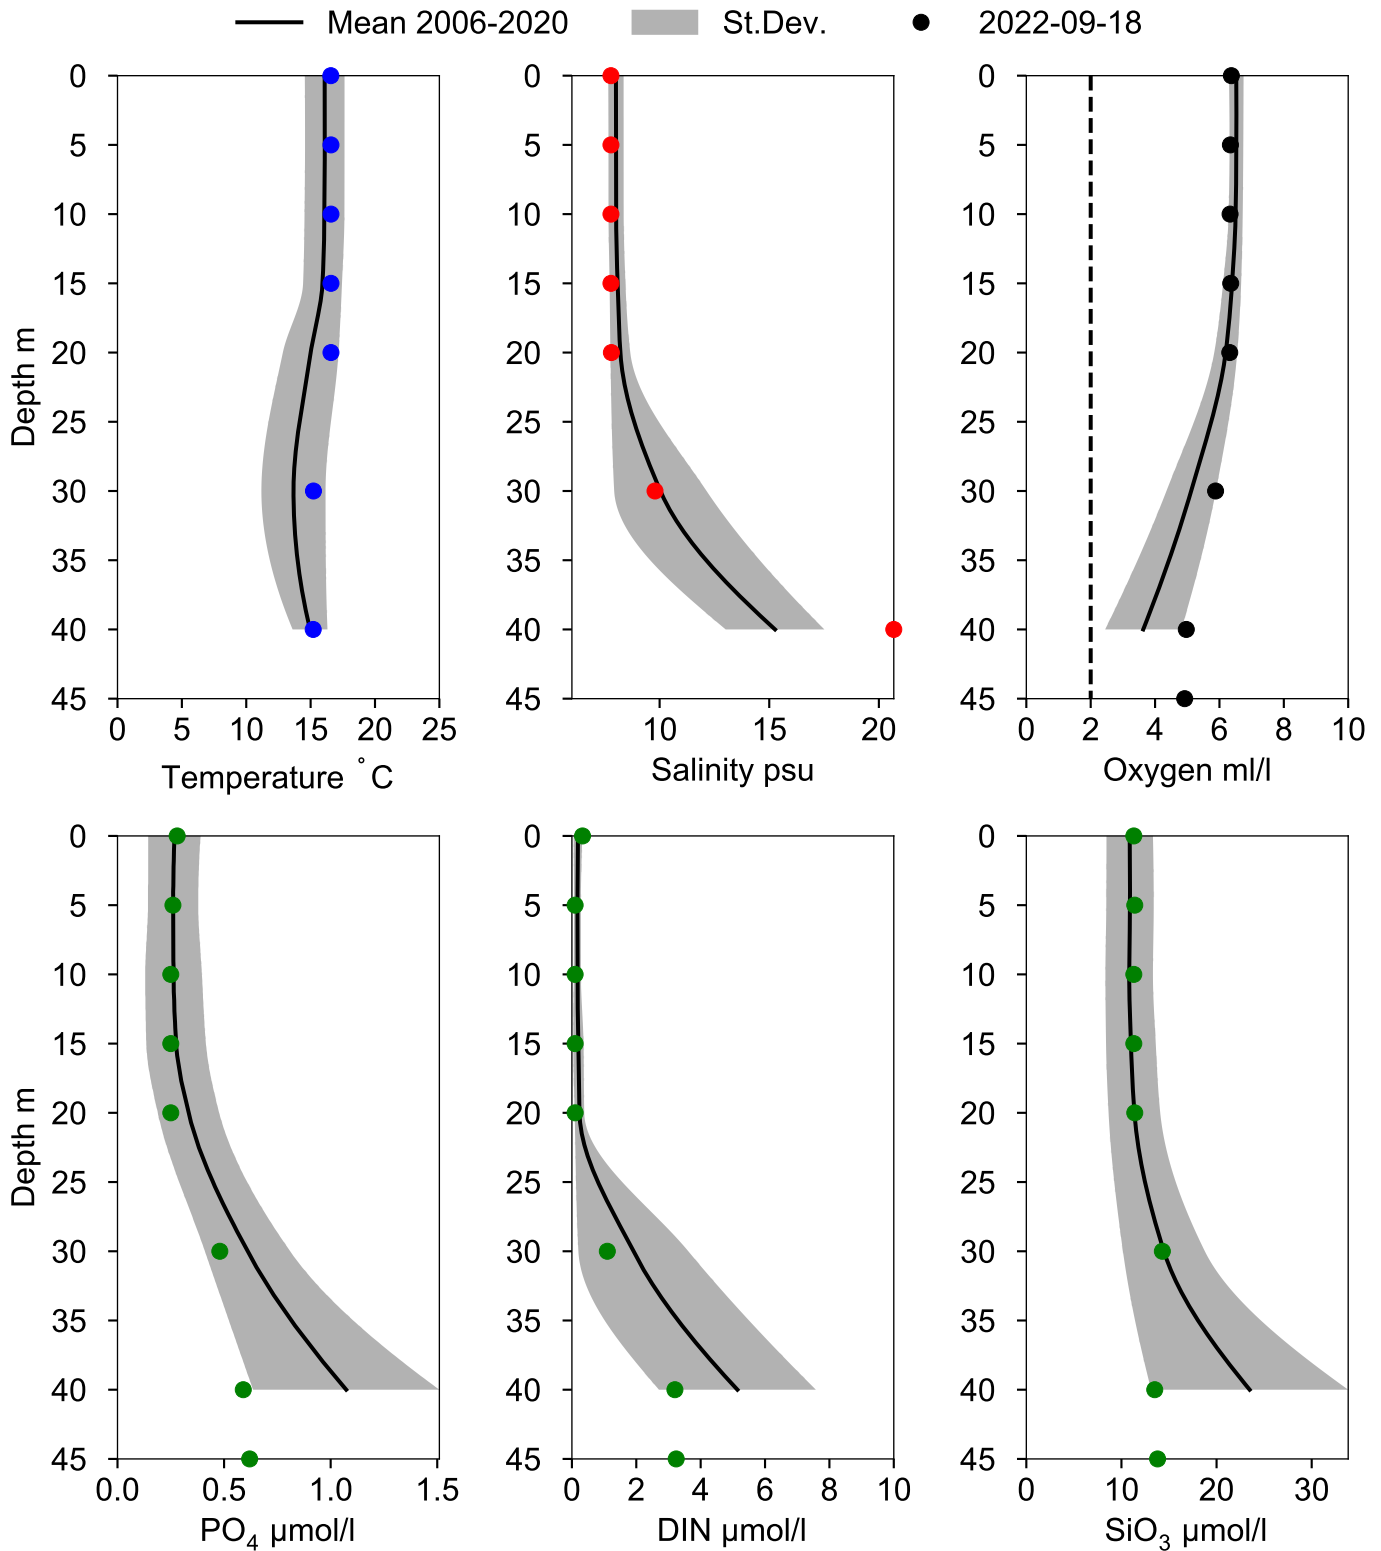 Mean 2006-2020 St.Dev. 2022-09-18
0 0 0
5 5 5
10 10 10
15 15 15
20 20 20
25 25 25
30 30 30
35 35 35
40 40 40
45 45 45
Depth m
0 5 10 15 20 25 10 15 20 0 2 4 6 8 10
Temperature ˚C Salinity psu Oxygen ml/l
0 0 0
5 5 5
10 10 10
15 15 15
20 20 20
25 25 25
30 30 30
35 35 35
40 40 40
45 45 45
Depth m
0.0 0.5 1.0 1.5 0 2 4 6 8 10 0 10 20 30
PO₄ µmol/l DIN µmol/l SiO₃ µmol/l